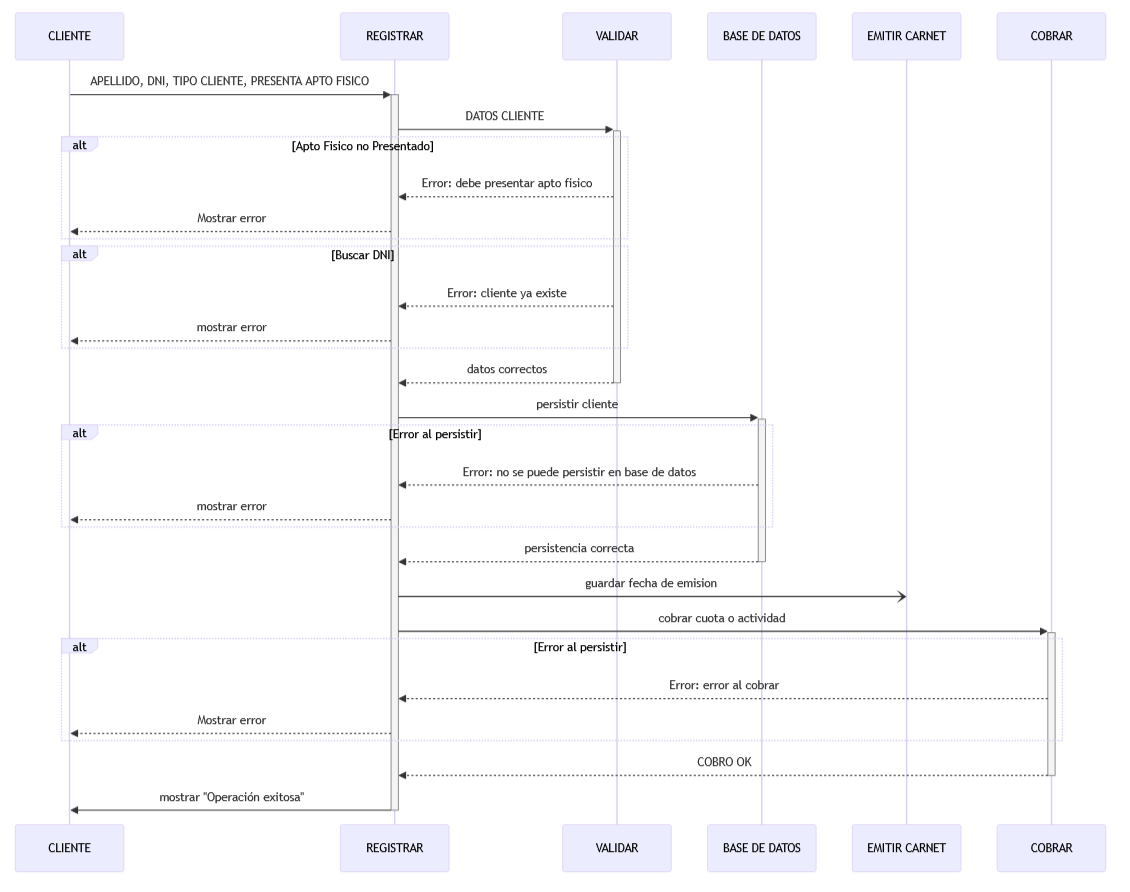 CLIENTE
REGISTRAR
VALIDAR
BASE DE DATOS
EMITIR CARNET
COBRAR
APELLIDO, DNI, TIPO CLIENTE, PRESENTA APTO FISICO
DATOS CLIENTE
alt
[Apto Fisico no Presentado]
Error: debe presentar apto fisico
Mostrar error
alt
[Buscar DNI]
Error: cliente ya existe
mostrar error
datos correctos
persistir cliente
alt
[Error al persistir]
Error: no se puede persistir en base de datos
mostrar error
persistencia correcta
guardar fecha de emision
cobrar cuota o actividad
alt
[Error al persistir]
Error: error al cobrar
Mostrar error
COBRO OK
mostrar "Operación exitosa"
CLIENTE
REGISTRAR
VALIDAR
BASE DE DATOS
EMITIR CARNET
COBRAR